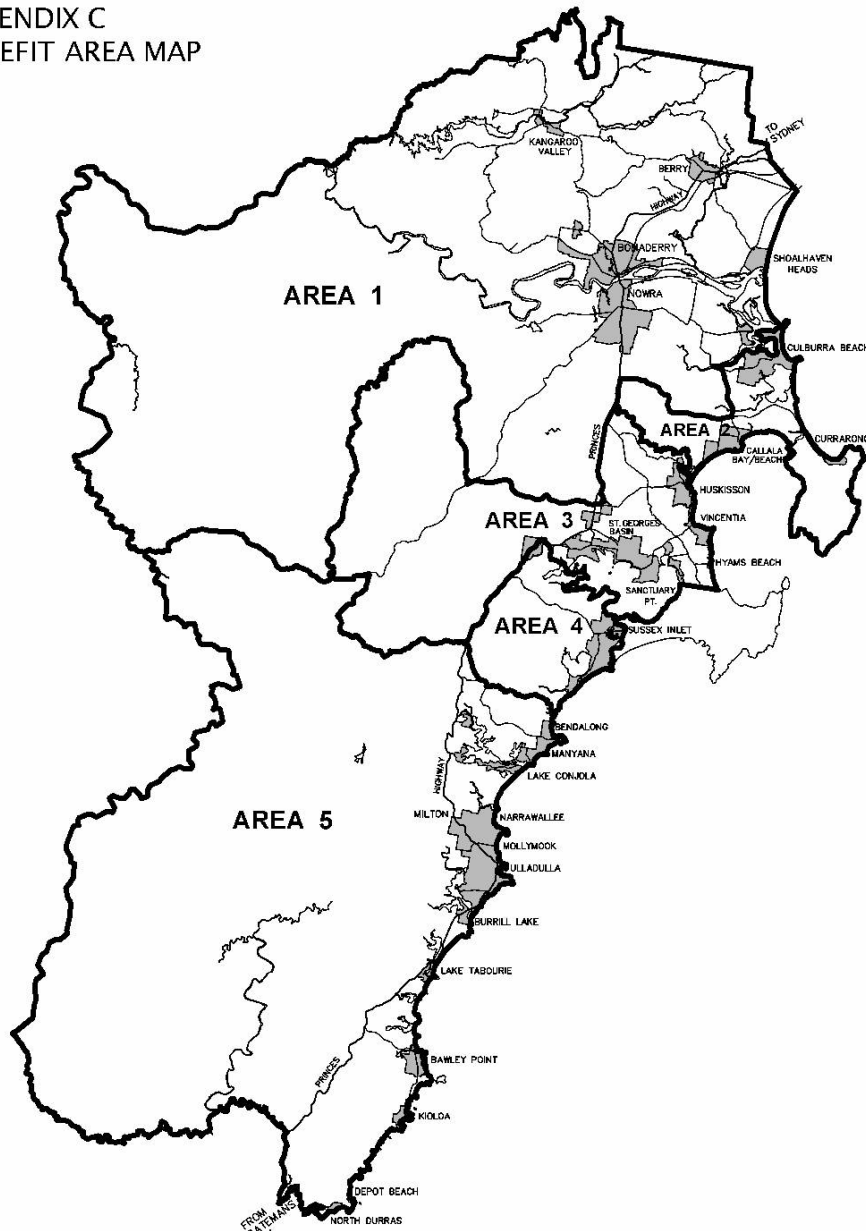 ENDIX C
EFIT AREA MAP
TO
SYDNEY
KANGAROO
VALLEY
BERRY
HIGHWAY
BOMADERRY
SHOALHAVEN
HEADS
AREA 1
NOWRA
CULBURRA BEACH
PRINCES
AREA 2
CURRARONG
CALLALA
BAY/BEACH
HUSKISSON
AREA 3
ST.GEORGES
BASIN
VINCENTIA
HYAMS BEACH
SANCTUARY
PT.
AREA 4
SUSSEX INLET
BENDALONG
MANYANA
LAKE CONJOLA
HIGHWAY
AREA 5
MILTON
NARRAWALLEE
MOLLYMOOK
ULLADULLA
BURRILL LAKE
LAKE TABOURIE
PRINCES
BAWLEY POINT
KIOLOA
DEPOT BEACH
NORTH DURRAS
FROM
ATEMANS